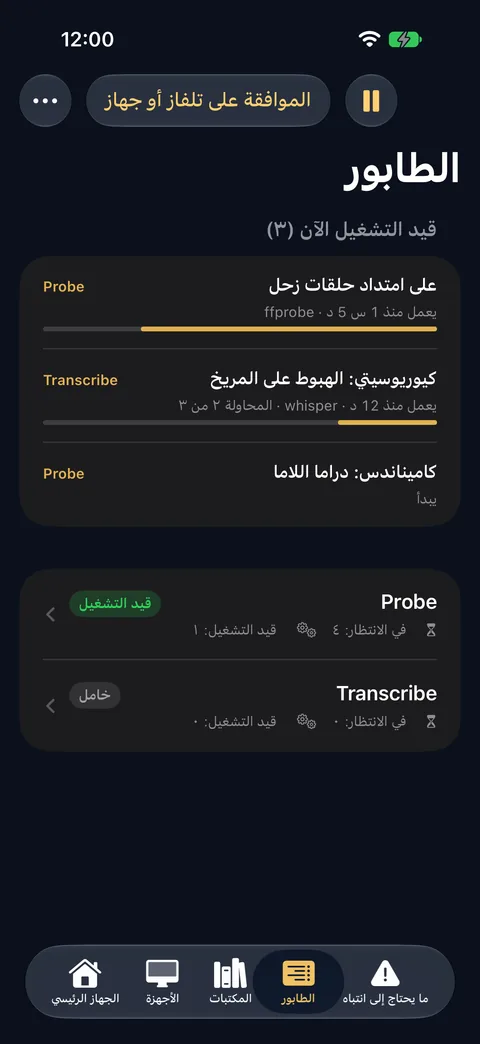 12:00
الموافقة على تلفاز أو جهاز
الطابور
قيد التشغيل الآن (٣)
على امتداد حلقات زحل
Probe
يعمل منذ 1 س 5 د · ffprobe
كيوريوسيتي: الهبوط على المريخ
Transcribe
يعمل منذ 12 د · whisper · المحاولة ٢ من ٣
كاميناندس: دراما اللاما
Probe
يبدأ
Probe
قيد التشغيل
في الانتظار: ٤
قيد التشغيل: ١
Transcribe
خامل
في الانتظار: ٠
قيد التشغيل: ٠
ما يحتاج إلى انتباه
الطابور
المكتبات
الأجهزة
الجهاز الرئيسي